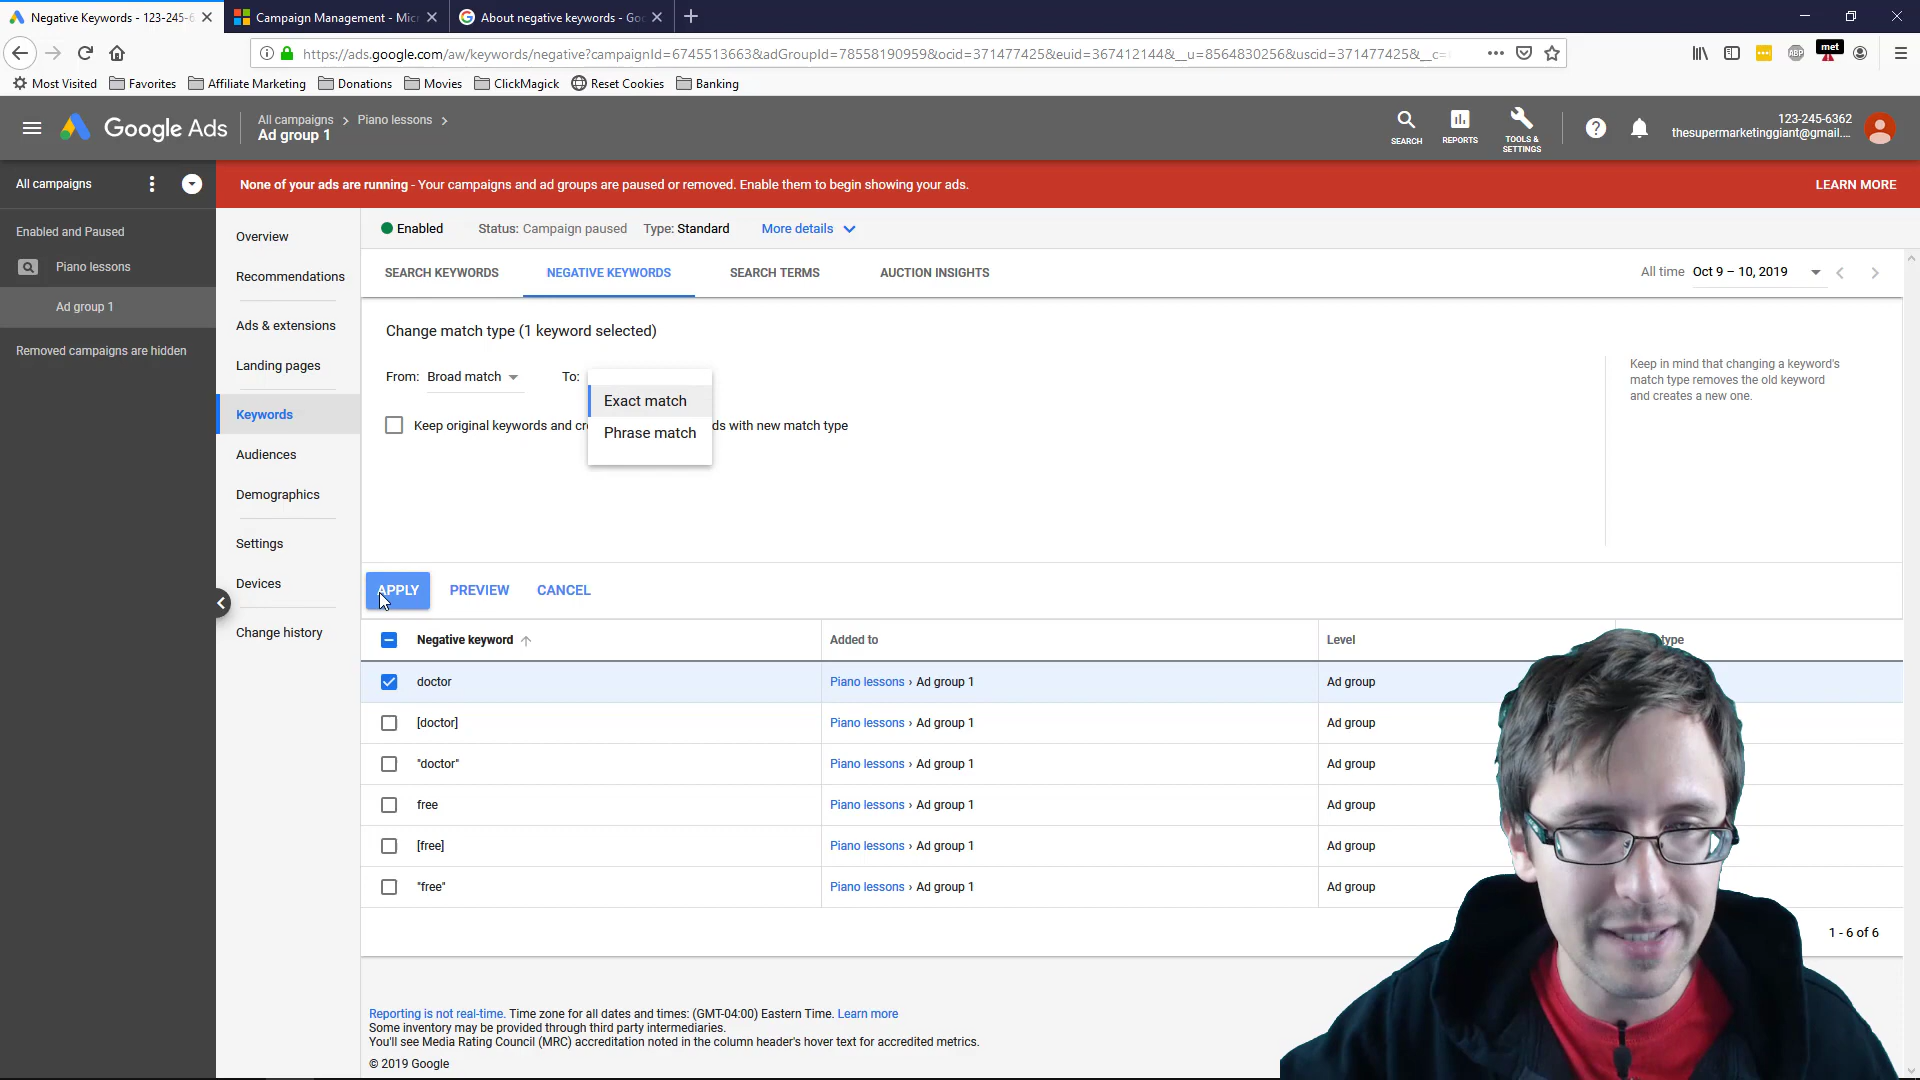 Negative Keywords - 123-245-6
Campaign Management - Micr
About negative keywords - Goo
https://ads.google.com/aw/keywords/negative?campaignId=6745513663&adGroupId=78558190959&ocid=371477425&euid=367412144&__u=8564830256&uscid=371477425&__c=
ABP
met
Most Visited
Favorites
Affiliate Marketing
Donations
Movies
ClickMagick
Reset Cookies
Banking
Google Ads
All campaigns > Piano lessons >
Ad group 1
SEARCH
REPORTS
TOOLS &
SETTINGS
123-245-6362
thesupermarketinggiant@gmail....
All campaigns
None of your ads are running - Your campaigns and ad groups are paused or removed. Enable them to begin showing your ads.
LEARN MORE
Enabled and Paused
Piano lessons
Ad group 1
Removed campaigns are hidden
Overview
Recommendations
Ads & extensions
Landing pages
Keywords
Audiences
Demographics
Settings
Devices
Change history
Enabled
Status: Campaign paused
Type: Standard
More details
SEARCH KEYWORDS
NEGATIVE KEYWORDS
SEARCH TERMS
AUCTION INSIGHTS
All time
Oct 9 – 10, 2019
Change match type (1 keyword selected)
From: Broad match
To:
Exact match
Phrase match
Keep original keywords and cr
ds with new match type
Keep in mind that changing a keyword's
match type removes the old keyword
and creates a new one.
APPLY
PREVIEW
CANCEL
Negative keyword
Added to
Level
type
doctor
Piano lessons › Ad group 1
Ad group
[doctor]
Piano lessons › Ad group 1
Ad group
"doctor"
Piano lessons › Ad group 1
Ad group
free
Piano lessons › Ad group 1
Ad group
[free]
Piano lessons › Ad group 1
Ad group
"free"
Piano lessons › Ad group 1
Ad group
1 - 6 of 6
Reporting is not real-time. Time zone for all dates and times: (GMT-04:00) Eastern Time. Learn more
Some inventory may be provided through third party intermediaries.
You'll see Media Rating Council (MRC) accreditation noted in the column header's hover text for accredited metrics.
© 2019 Google